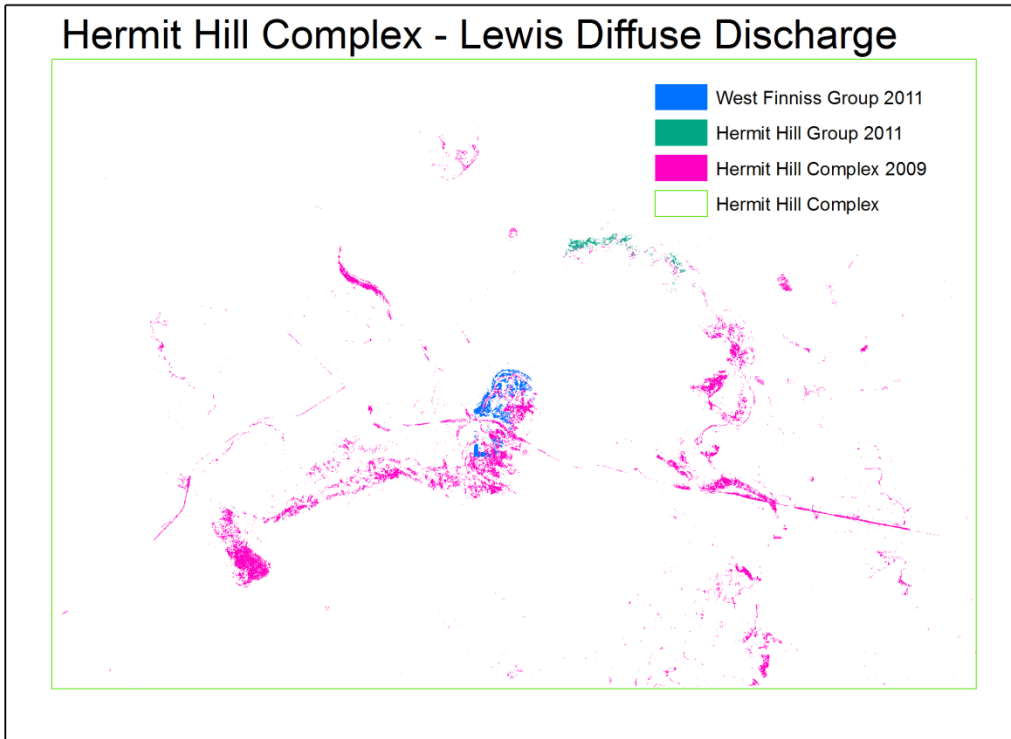 Hermit Hill Complex - Lewis Diffuse Discharge
West Finniss Group 2011
Hermit Hill Group 2011
Hermit Hill Complex 2009
Hermit Hill Complex